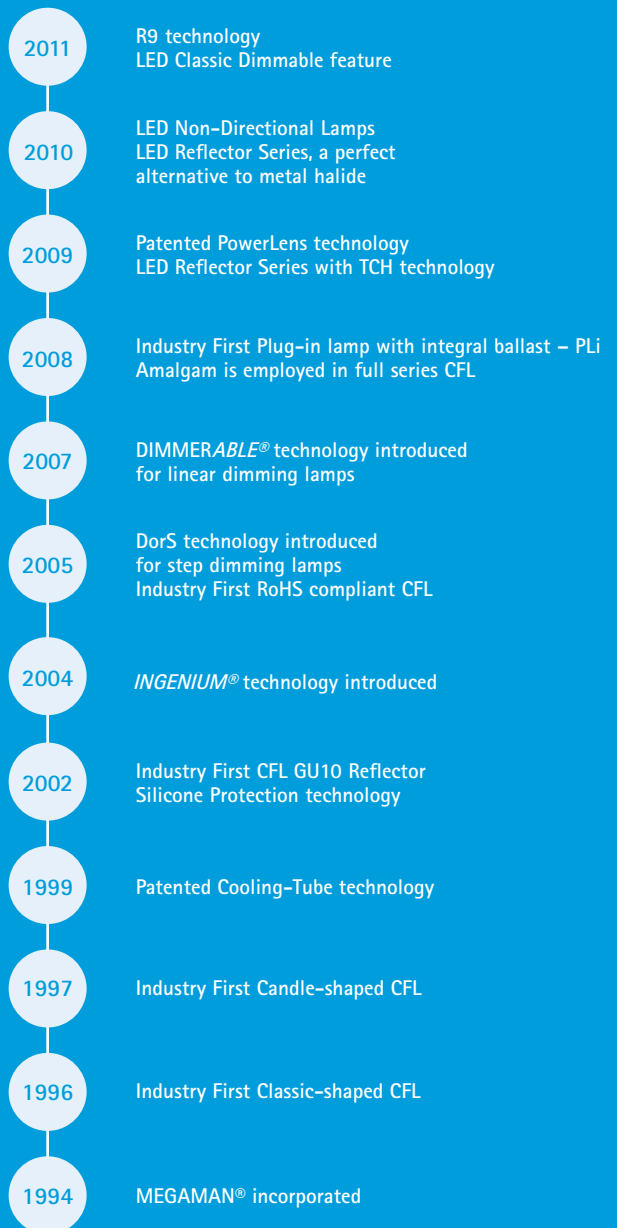 2011
R9 technology
LED Classic Dimmable feature
2010
LED Non-Directional Lamps
LED Reflector Series, a perfect
alternative to metal halide
2009
Patented PowerLens technology
LED Reflector Series with TCH technology
2008
Industry First Plug-in lamp with integral ballast – PLi
Amalgam is employed in full series CFL
2007
DIMMERABLE® technology introduced
for linear dimming lamps
2005
DorS technology introduced
for step dimming lamps
Industry First RoHS compliant CFL
2004
INGENIUM® technology introduced
2002
Industry First CFL GU10 Reflector
Silicone Protection technology
1999
Patented Cooling-Tube technology
1997
Industry First Candle-shaped CFL
1996
Industry First Classic-shaped CFL
1994
MEGAMAN® incorporated